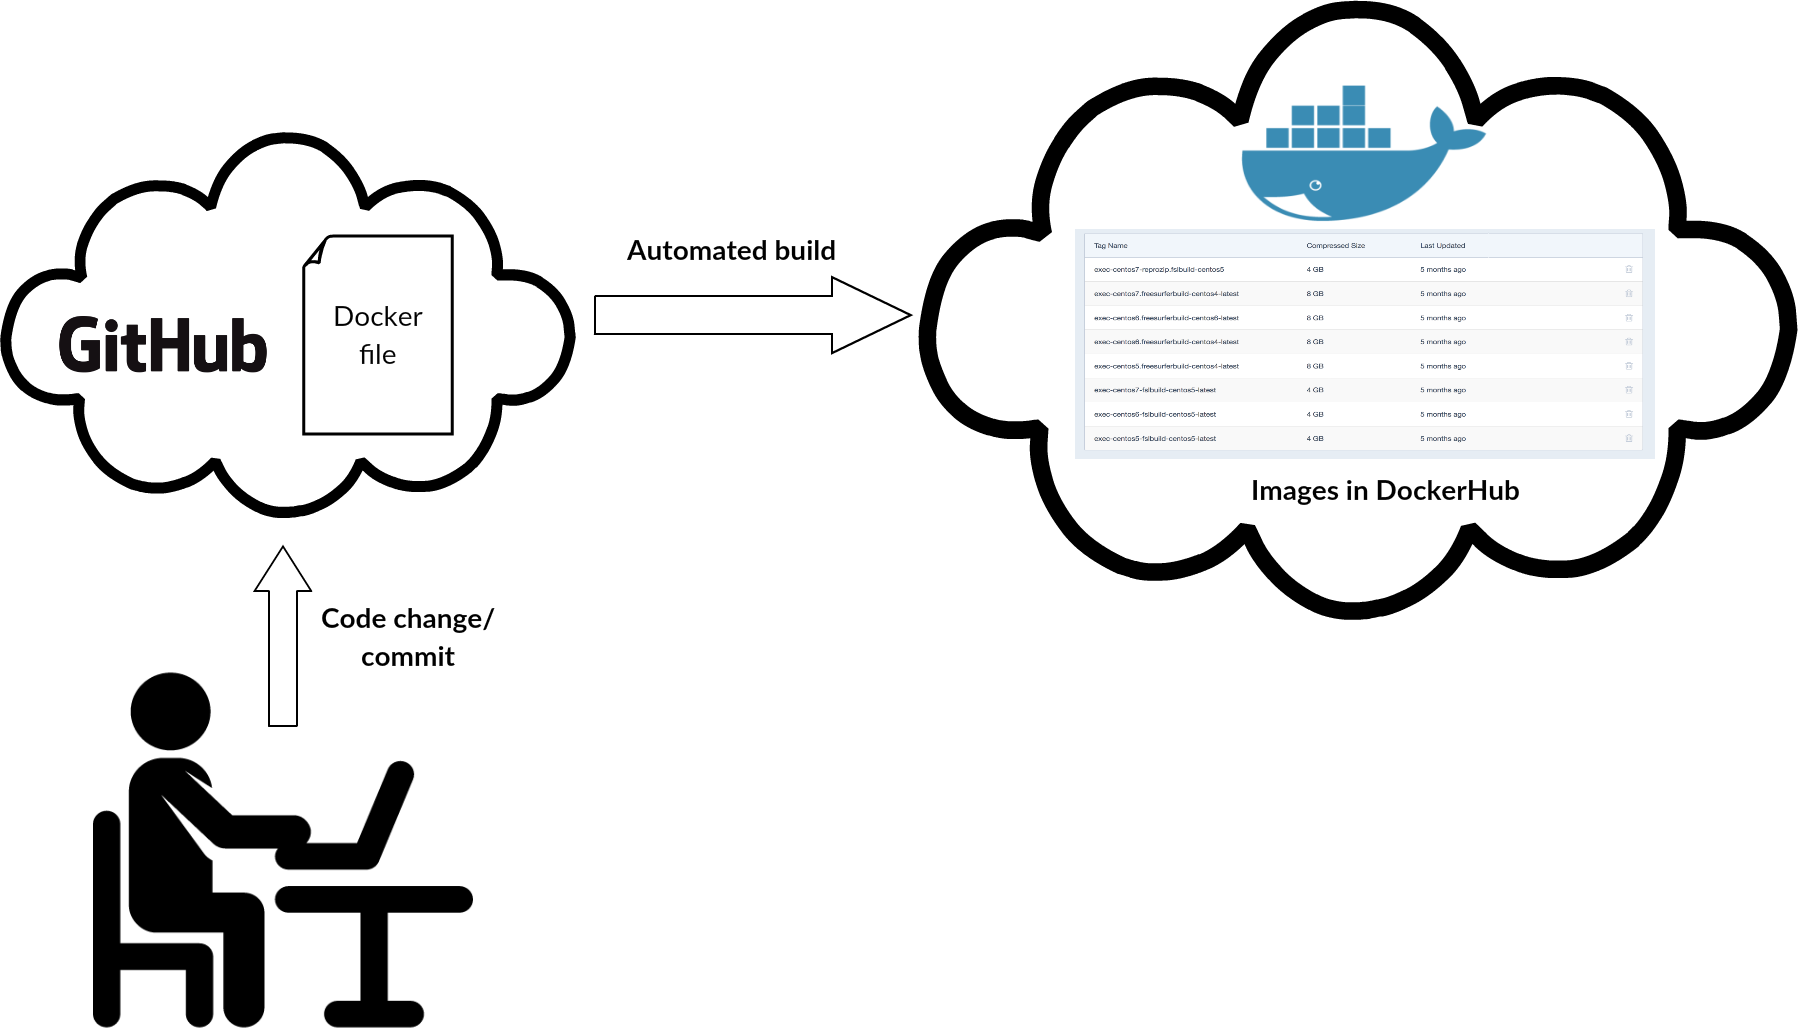 GitHub
Docker
file
Automated build
Tag Name Compressed Size Last Updated
exec-centos7-reprozip.fslbuild-centos5 4 GB 5 months ago
exec-centos7.freesurferbuild-centos4-latest 8 GB 5 months ago
exec-centos6.freesurferbuild-centos6-latest 8 GB 5 months ago
exec-centos6.freesurferbuild-centos4-latest 8 GB 5 months ago
exec-centos5.freesurferbuild-centos4-latest 8 GB 5 months ago
exec-centos7-fslbuild-centos5-latest 4 GB 5 months ago
exec-centos6-fslbuild-centos5-latest 4 GB 5 months ago
exec-centos5-fslbuild-centos5-latest 4 GB 5 months ago
Images in DockerHub
Code change/
commit